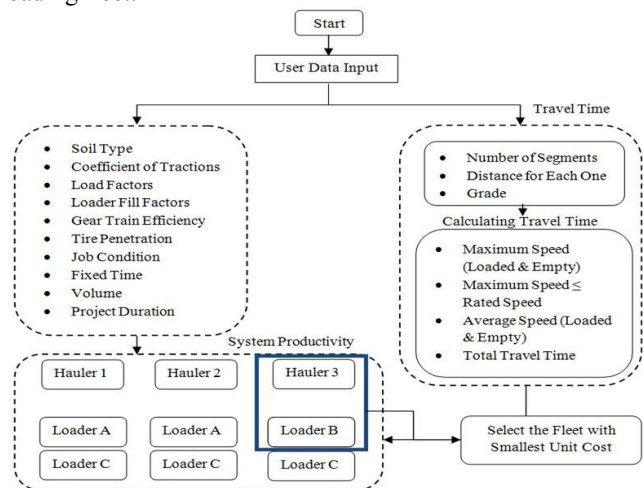 Start
User Data Input
Travel Time
• Soil Type
• Coefficient of Tractions
• Load Factors
• Loader Fill Factors
• Gear Train Efficiency
• Tire Penetration
• Job Condition
• Fixed Time
• Volume
• Project Duration
• Number of Segments
• Distance for Each One
• Grade
Calculating Travel Time
• Maximum Speed
(Loaded & Empty)
• Maximum Speed ≤
Rated Speed
• Average Speed (Loaded
& Empty)
• Total Travel Time
System Productivity
Hauler 1
Hauler 2
Hauler 3
Loader A
Loader A
Loader B
Loader C
Loader C
Loader C
Select the Fleet with
Smallest Unit Cost